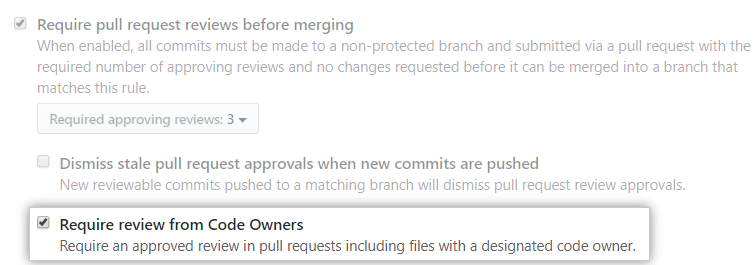 Require pull request reviews before merging
When enabled, all commits must be made to a non-protected branch and submitted via a pull request with the
required number of approving reviews and no changes requested before it can be merged into a branch that
matches this rule.
Required approving reviews: 3
Dismiss stale pull request approvals when new commits are pushed
New reviewable commits pushed to a matching branch will dismiss pull request review approvals.
Require review from Code Owners
Require an approved review in pull requests including files with a designated code owner.